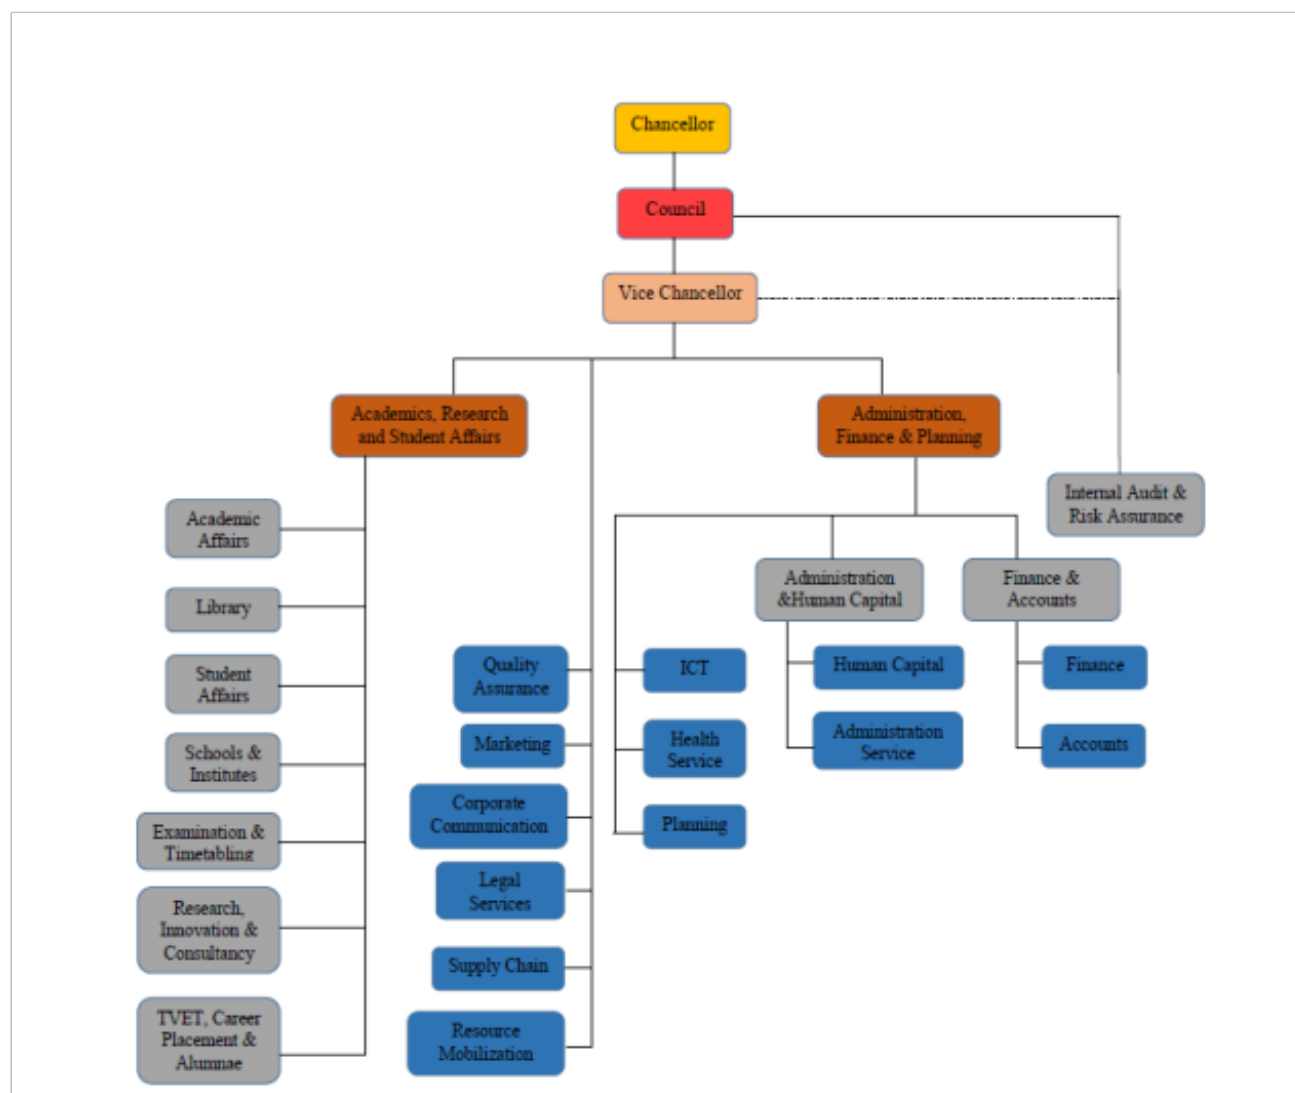 Chancellor
Council
Vice Chancellor
Academics, Research
and Student Affairs
Administration,
Finance & Planning
Internal Audit &
Risk Assurance
Academic
Affairs
Library
Student
Affairs
Schools &
Institutes
Examination &
Timetabling
Research,
Innovation &
Consultancy
TVET, Career
Placement &
Alumnae
Quality
Assurance
Marketing
Corporate
Communication
Legal
Services
Supply Chain
Resource
Mobilization
ICT
Health
Service
Planning
Administration
&Human Capital
Human Capital
Administration
Service
Finance &
Accounts
Finance
Accounts